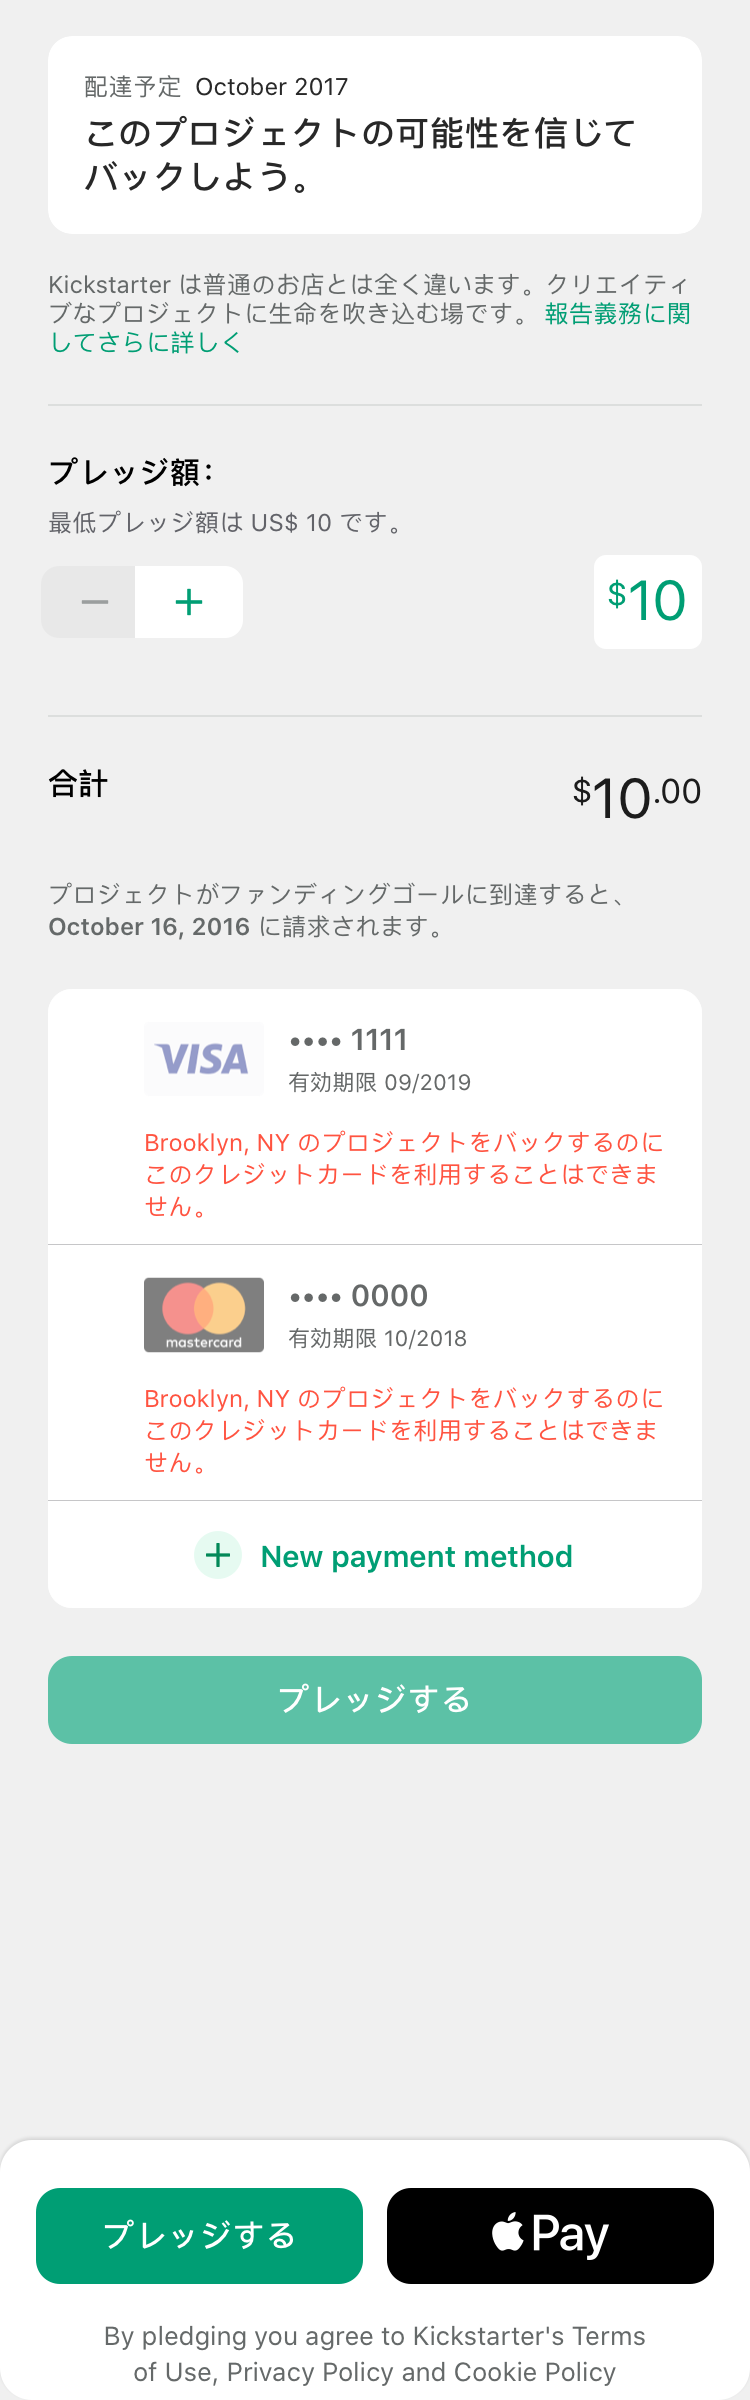 配達予定 October 2017
このプロジェクトの可能性を信じて
バックしよう。
Kickstarter は普通のお店とは全く違います。クリエイティ
ブなプロジェクトに生命を吹き込む場です。 報告義務に関
してさらに詳しく
プレッジ額：
最低プレッジ額は US$ 10 です。
− + $10
合計 $10.00
プロジェクトがファンディングゴールに到達すると、
October 16, 2016 に請求されます。
VISA •••• 1111
有効期限 09/2019
Brooklyn, NY のプロジェクトをバックするのに
このクレジットカードを利用することはできま
せん。
mastercard •••• 0000
有効期限 10/2018
Brooklyn, NY のプロジェクトをバックするのに
このクレジットカードを利用することはできま
せん。
+ New payment method
プレッジする
プレッジする Pay
By pledging you agree to Kickstarter's Terms
of Use, Privacy Policy and Cookie Policy